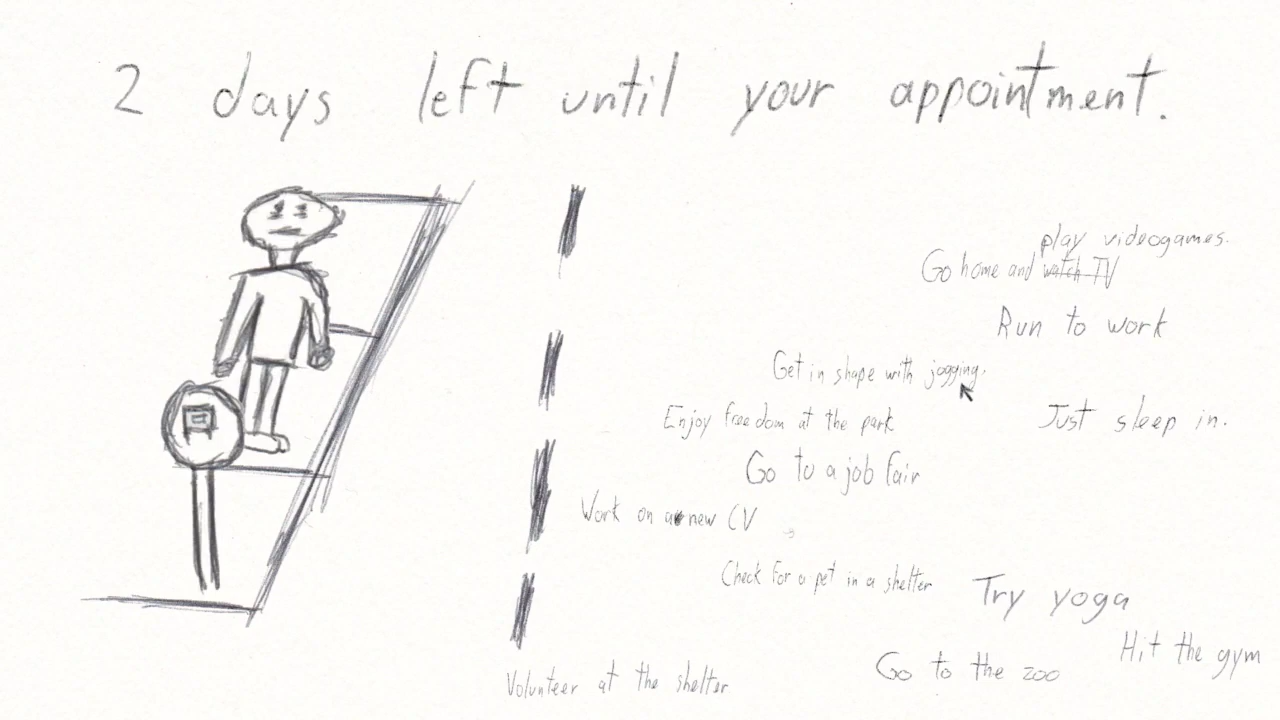 2 days left until your appointment.
play videogames.
Go home and watch TV
Run to work
Get in shape with jogging.
Enjoy freedom at the park
Just sleep in.
Go to a job fair
Work on a new CV
Check for a pet in a shelter
Try yoga
Hit the gym
Go to the zoo
Volunteer at the shelter